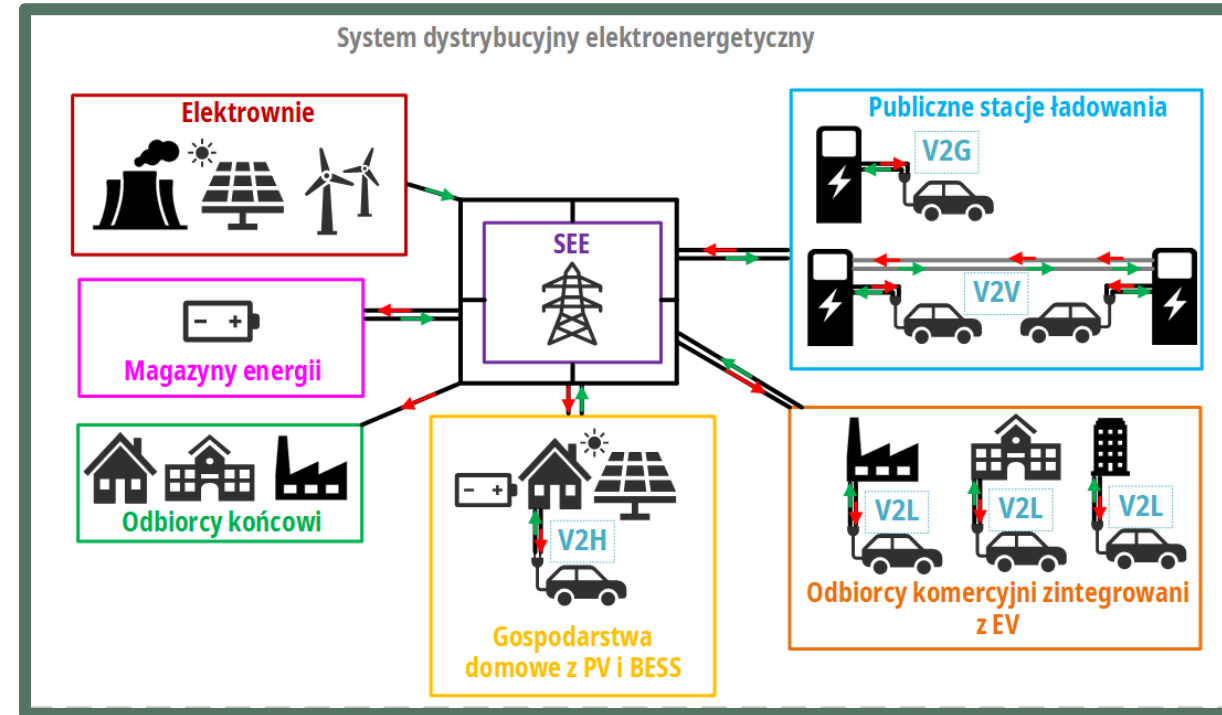 System dystrybucyjny elektroenergetyczny
Elektrownie
Publiczne stacje ładowania
V2G
SEE
V2V
Magazyny energii
Odbiorcy końcowi
V2H
V2L
V2L
V2L
Odbiorcy komercyjni zintegrowani
z EV
Gospodarstwa
domowe z PV i BESS